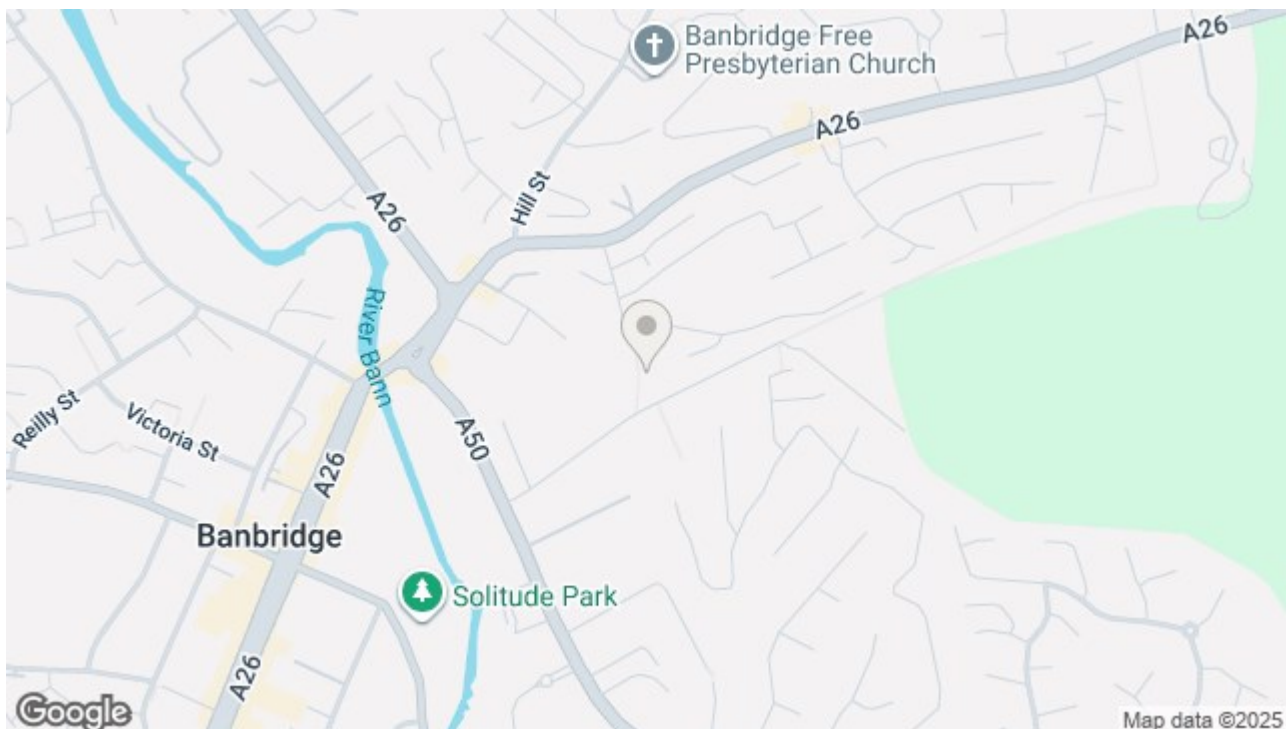 Banbridge Free
Presbyterian Church
A26
A26
Hill St
A26
River Bann
Reilly St
Victoria St
A50
A26
Banbridge
Solitude Park
A26
Google
Map data ©2025